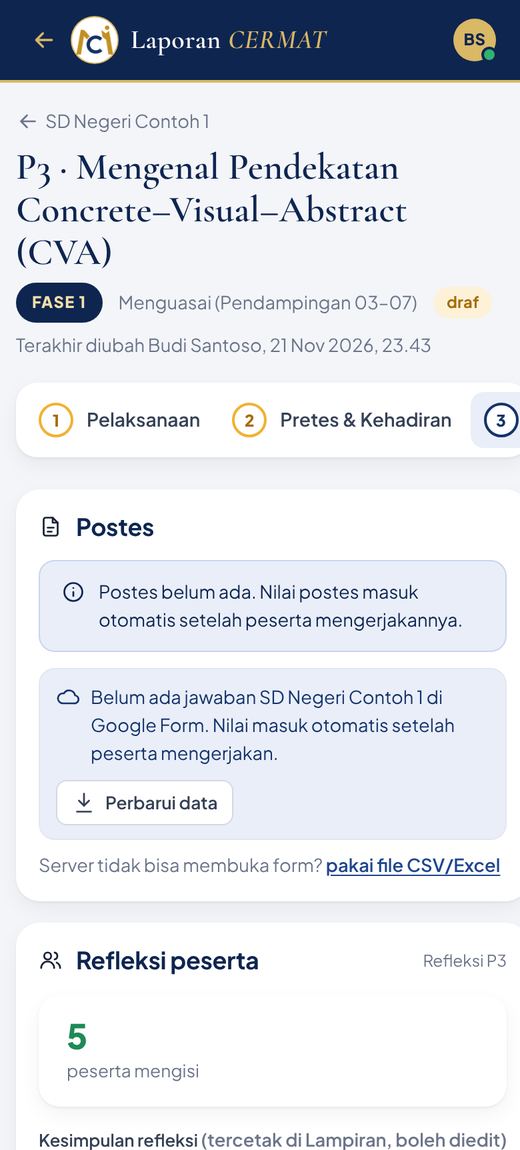 Laporan CERMAT
BS
SD Negeri Contoh 1
P3 · Mengenal Pendekatan
Concrete–Visual–Abstract
(CVA)
FASE 1 Menguasai (Pendampingan 03–07) draf
Terakhir diubah Budi Santoso, 21 Nov 2026, 23.43
1 Pelaksanaan 2 Pretes & Kehadiran 3
Postes
Postes belum ada. Nilai postes masuk
otomatis setelah peserta mengerjakannya.
Belum ada jawaban SD Negeri Contoh 1 di
Google Form. Nilai masuk otomatis setelah
peserta mengerjakan.
Perbarui data
Server tidak bisa membuka form? pakai file CSV/Excel
Refleksi peserta Refleksi P3
5
peserta mengisi
Kesimpulan refleksi (tercetak di Lampiran, boleh diedit)